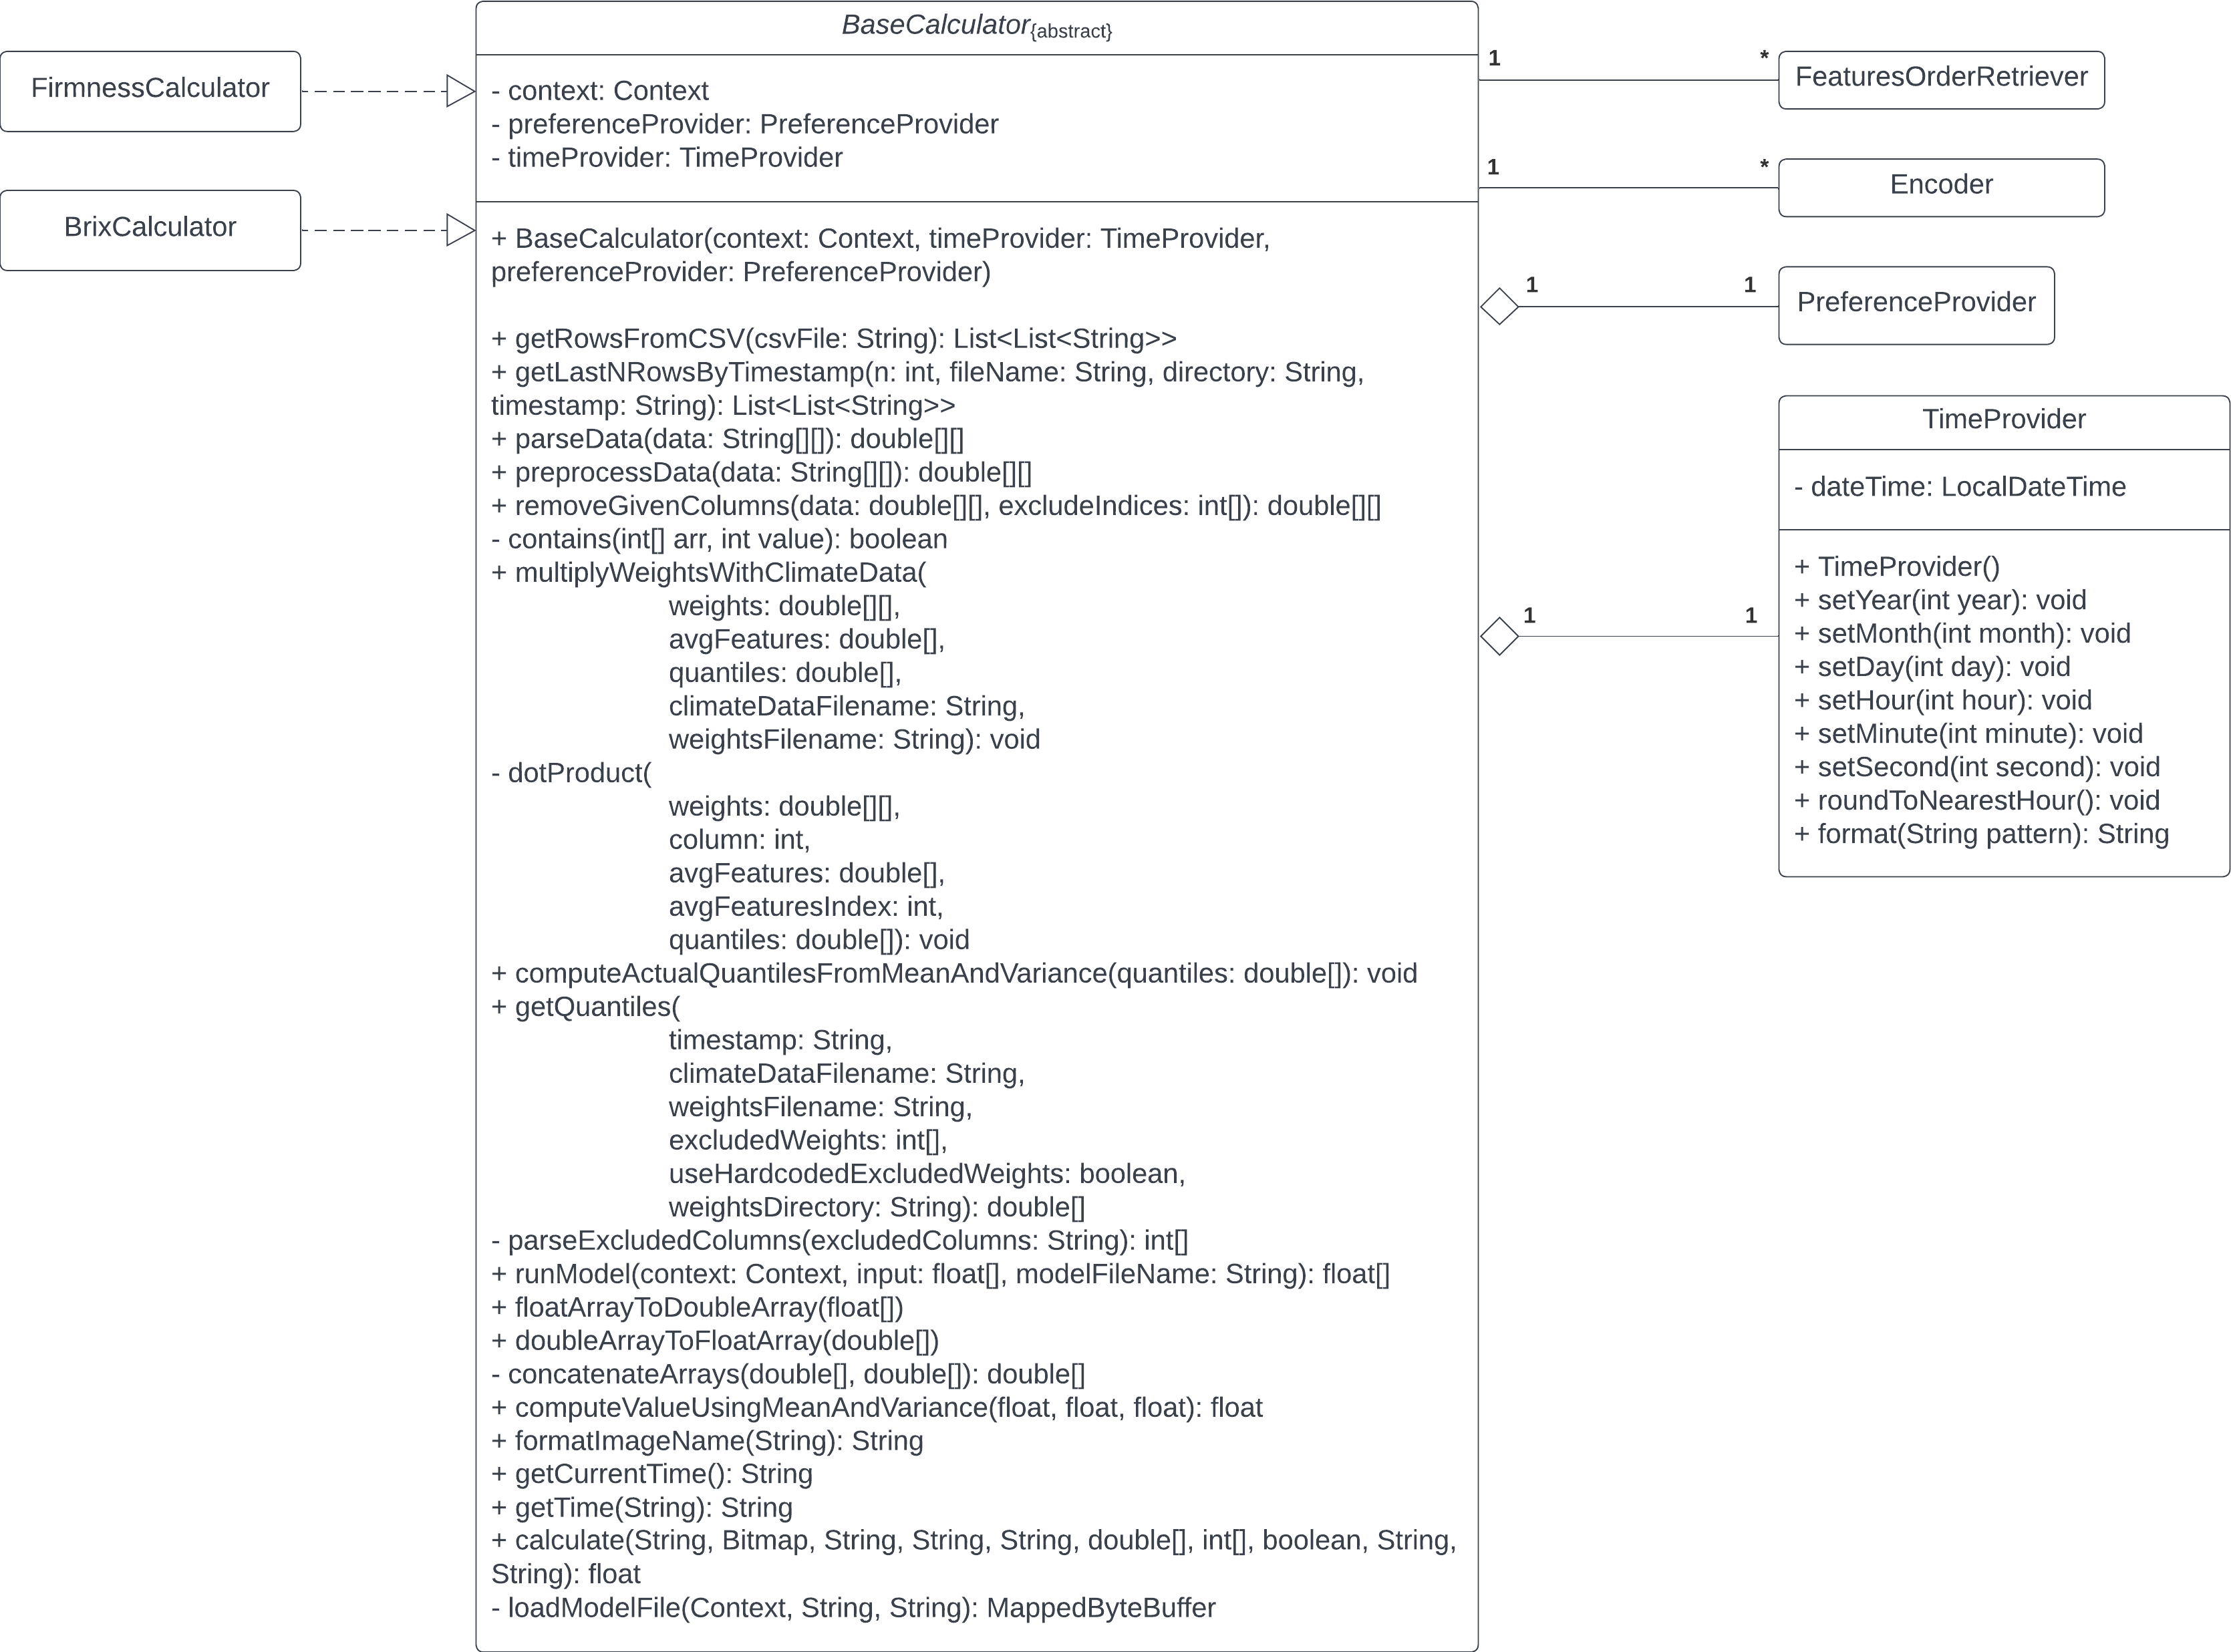 FirmnessCalculator
BrixCalculator
BaseCalculator{abstract}
- context: Context
- preferenceProvider: PreferenceProvider
- timeProvider: TimeProvider
+ BaseCalculator(context: Context, timeProvider: TimeProvider,
preferenceProvider: PreferenceProvider)
+ getRowsFromCSV(csvFile: String): List<List<String>>
+ getLastNRowsByTimestamp(n: int, fileName: String, directory: String,
timestamp: String): List<List<String>>
+ parseData(data: String[][]): double[][]
+ preprocessData(data: String[][]): double[][]
+ removeGivenColumns(data: double[][], excludeIndices: int[]): double[][]
- contains(int[] arr, int value): boolean
+ multiplyWeightsWithClimateData(
weights: double[][],
avgFeatures: double[],
quantiles: double[],
climateDataFilename: String,
weightsFilename: String): void
- dotProduct(
weights: double[][],
column: int,
avgFeatures: double[],
avgFeaturesIndex: int,
quantiles: double[]): void
+ computeActualQuantilesFromMeanAndVariance(quantiles: double[]): void
+ getQuantiles(
timestamp: String,
climateDataFilename: String,
weightsFilename: String,
excludedWeights: int[],
useHardcodedExcludedWeights: boolean,
weightsDirectory: String): double[]
- parseExcludedColumns(excludedColumns: String): int[]
+ runModel(context: Context, input: float[], modelFileName: String): float[]
+ floatArrayToDoubleArray(float[])
+ doubleArrayToFloatArray(double[])
- concatenateArrays(double[], double[]): double[]
+ computeValueUsingMeanAndVariance(float, float, float): float
+ formatImageName(String): String
+ getCurrentTime(): String
+ getTime(String): String
+ calculate(String, Bitmap, String, String, String, double[], int[], boolean, String,
String): float
- loadModelFile(Context, String, String): MappedByteBuffer
1 *
FeaturesOrderRetriever
1 *
Encoder
1 1
PreferenceProvider
1 1
TimeProvider
- dateTime: LocalDateTime
+ TimeProvider()
+ setYear(int year): void
+ setMonth(int month): void
+ setDay(int day): void
+ setHour(int hour): void
+ setMinute(int minute): void
+ setSecond(int second): void
+ roundToNearestHour(): void
+ format(String pattern): String